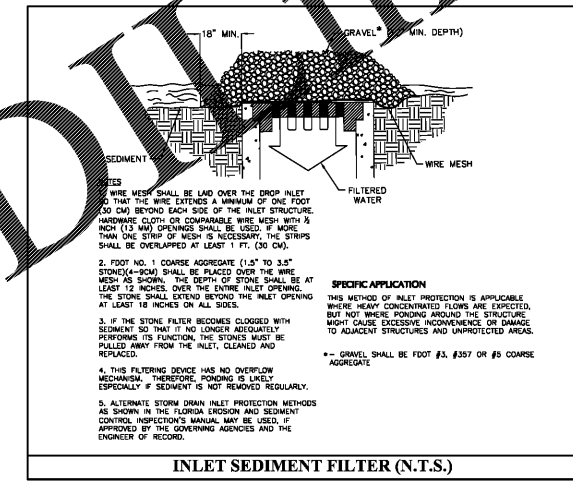 18" MIN.
GRAVEL* ( MIN. DEPTH)
SEDIMENT
WIRE MESH
FILTERED
WATER
NOTES
1. WIRE MESH SHALL BE LAID OVER THE DROP INLET
SO THAT THE WIRE EXTENDS A MINIMUM OF ONE FOOT
(30 CM) BEYOND EACH SIDE OF THE INLET STRUCTURE.
HARDWARE CLOTH OR COMPARABLE WIRE MESH WITH ½
INCH (13 MM) OPENINGS SHALL BE USED. IF MORE
THAN ONE STRIP OF MESH IS NECESSARY, THE STRIPS
SHALL BE OVERLAPPED AT LEAST 1 FT. (30 CM).
2. FDOT NO. 1 COARSE AGGREGATE (1.5" TO 3.5"
STONE)(4-9CM) SHALL BE PLACED OVER THE WIRE
MESH AS SHOWN. THE DEPTH OF STONE SHALL BE AT
LEAST 12 INCHES. OVER THE ENTIRE INLET OPENING.
THE STONE SHALL EXTEND BEYOND THE INLET OPENING
AT LEAST 18 INCHES ON ALL SIDES.
3. IF THE STONE FILTER BECOMES CLOGGED WITH
SEDIMENT SO THAT IT NO LONGER ADEQUATELY
PERFORMS ITS FUNCTION, THE STONES MUST BE
PULLED AWAY FROM THE INLET, CLEANED AND
REPLACED.
4. THIS FILTERING DEVICE HAS NO OVERFLOW
MECHANISM. THEREFORE, PONDING IS LIKELY
ESPECIALLY IF SEDIMENT IS NOT REMOVED REGULARLY.
5. ALTERNATE STORM DRAIN INLET PROTECTION METHODS
AS SHOWN IN THE FLORIDA EROSION AND SEDIMENT
CONTROL INSPECTION'S MANUAL MAY BE USED, IF
APPROVED BY THE GOVERNING AGENCIES AND THE
ENGINEER OF RECORD.
SPECIFIC APPLICATION
THIS METHOD OF INLET PROTECTION IS APPLICABLE
WHERE HEAVY CONCENTRATED FLOWS ARE EXPECTED,
BUT NOT WHERE PONDING AROUND THE STRUCTURE
MIGHT CAUSE EXCESSIVE INCONVENIENCE OR DAMAGE
TO ADJACENT STRUCTURES AND UNPROTECTED AREAS.
*- GRAVEL SHALL BE FDOT #3, #357 OR #5 COARSE
AGGREGATE
INLET SEDIMENT FILTER (N.T.S.)